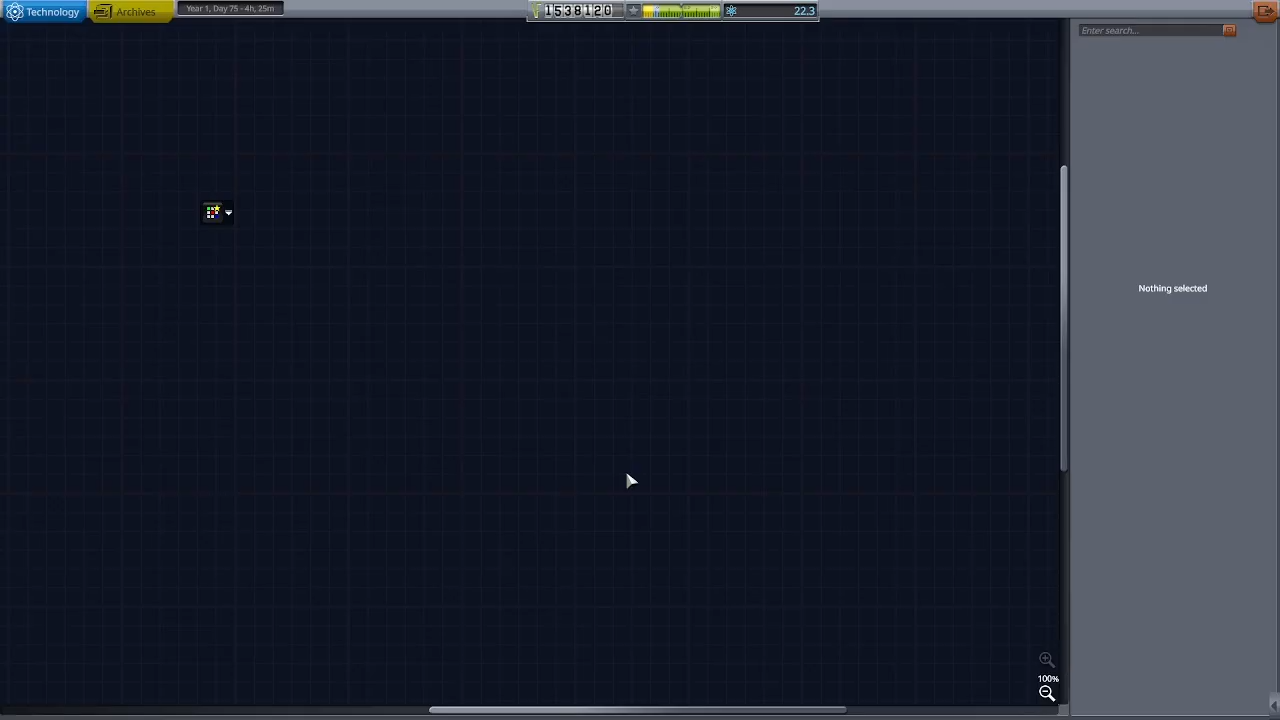 Technology
Archives
Year 1, Day 75 - 4h, 25m
1538120
22.3
Enter search...
Nothing selected
100%